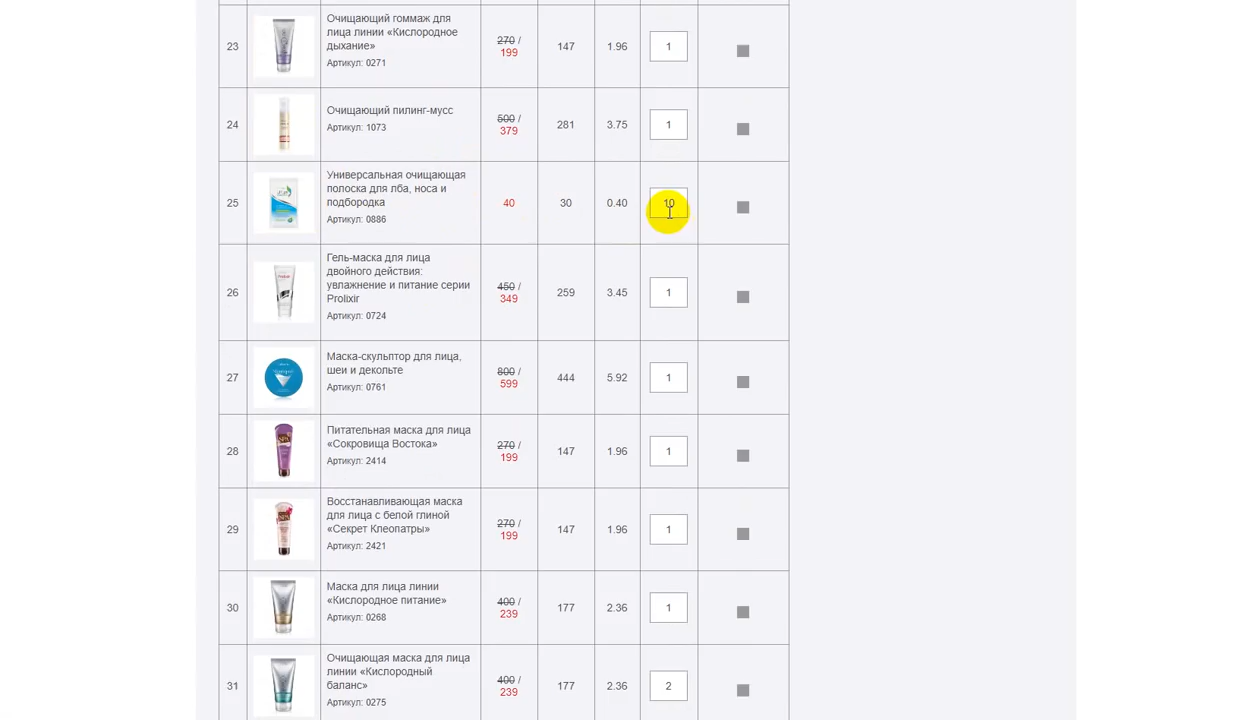 23
Очищающий гоммаж для
лица линии «Кислородное
дыхание»
Артикул: 0271
270 /
199
147
1.96
1
24
Очищающий пилинг-мусс
Артикул: 1073
500 /
379
281
3.75
1
25
Универсальная очищающая
полоска для лба, носа и
подбородка
Артикул: 0886
40
30
0.40
10
26
Гель-маска для лица
двойного действия:
увлажнение и питание серии
Prolixir
Артикул: 0724
450 /
349
259
3.45
1
27
Маска-скульптор для лица,
шеи и декольте
Артикул: 0761
800 /
599
444
5.92
1
28
Питательная маска для лица
«Сокровища Востока»
Артикул: 2414
270 /
199
147
1.96
1
29
Восстанавливающая маска
для лица с белой глиной
«Секрет Клеопатры»
Артикул: 2421
270 /
199
147
1.96
1
30
Маска для лица линии
«Кислородное питание»
Артикул: 0268
400 /
239
177
2.36
1
31
Очищающая маска для лица
линии «Кислородный
баланс»
Артикул: 0275
400 /
239
177
2.36
2